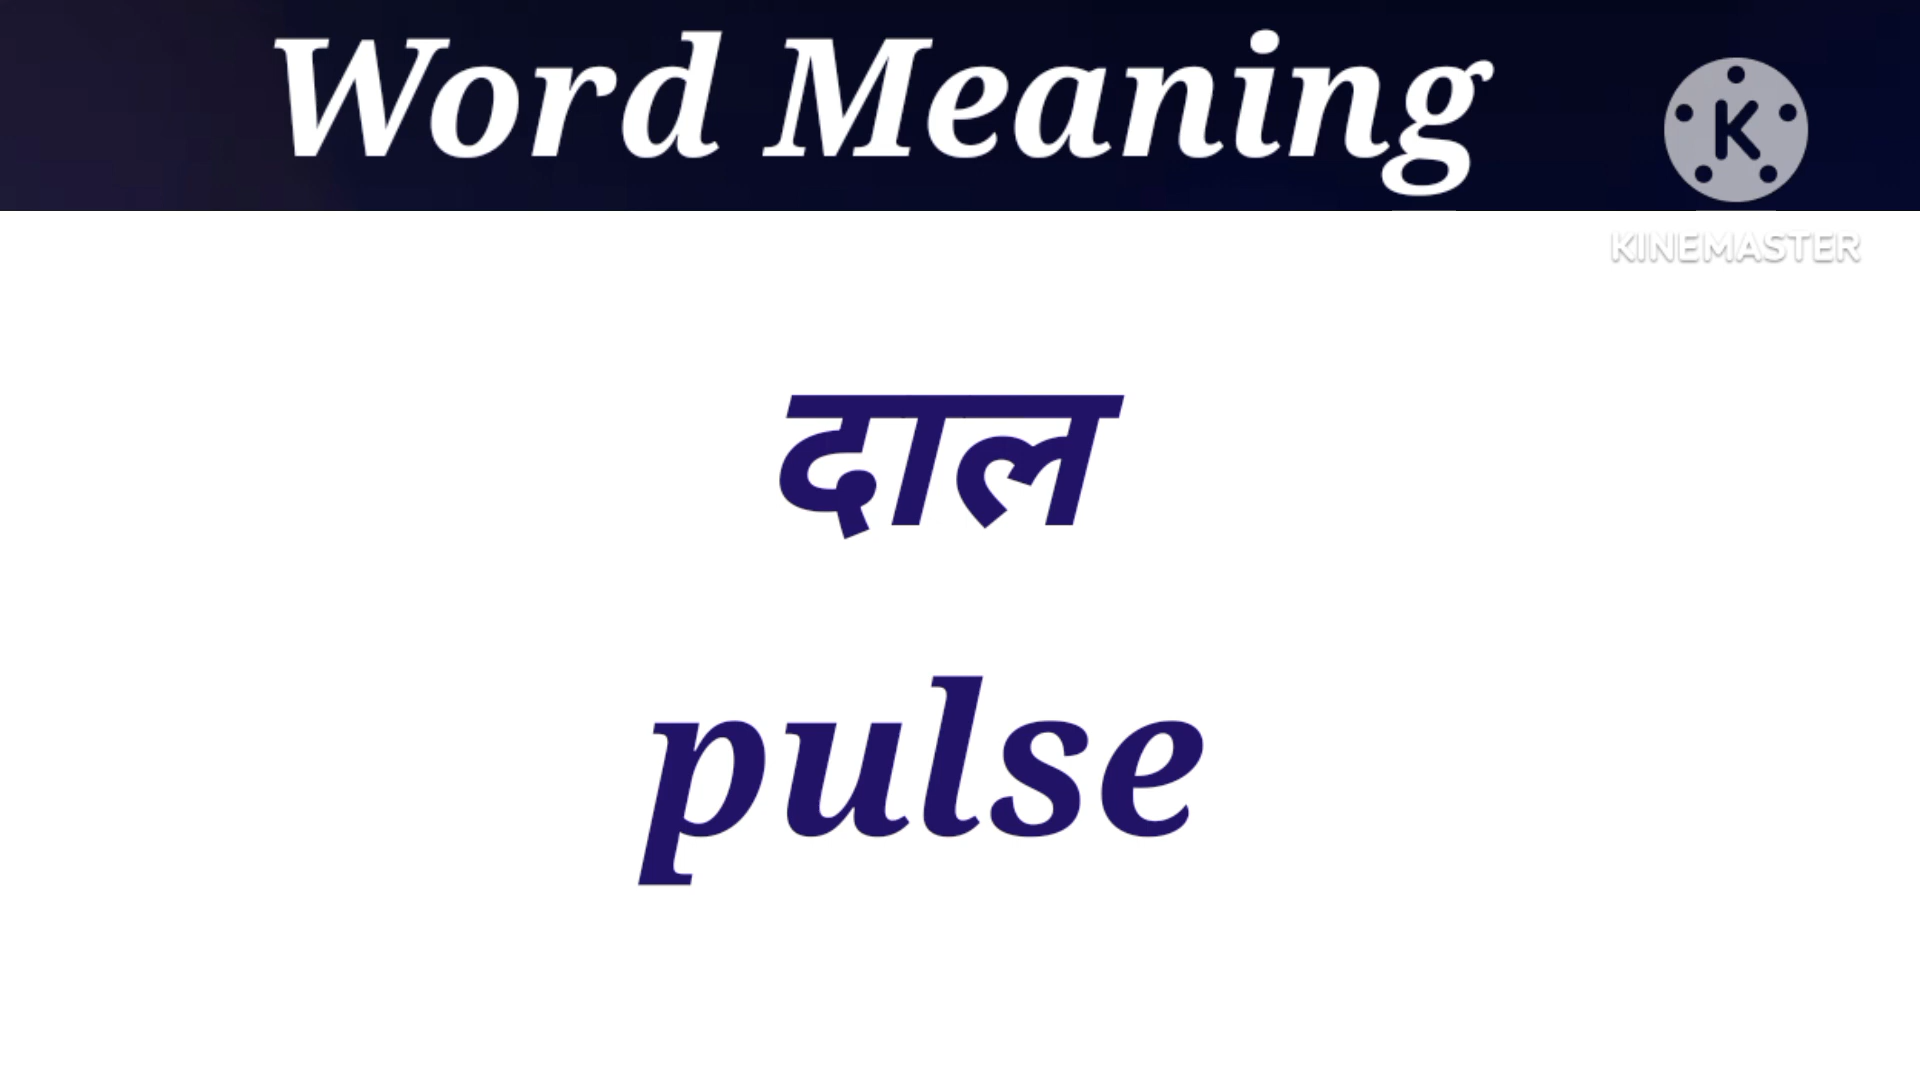 Word Meaning
K
KINEMASTER
दाल
pulse